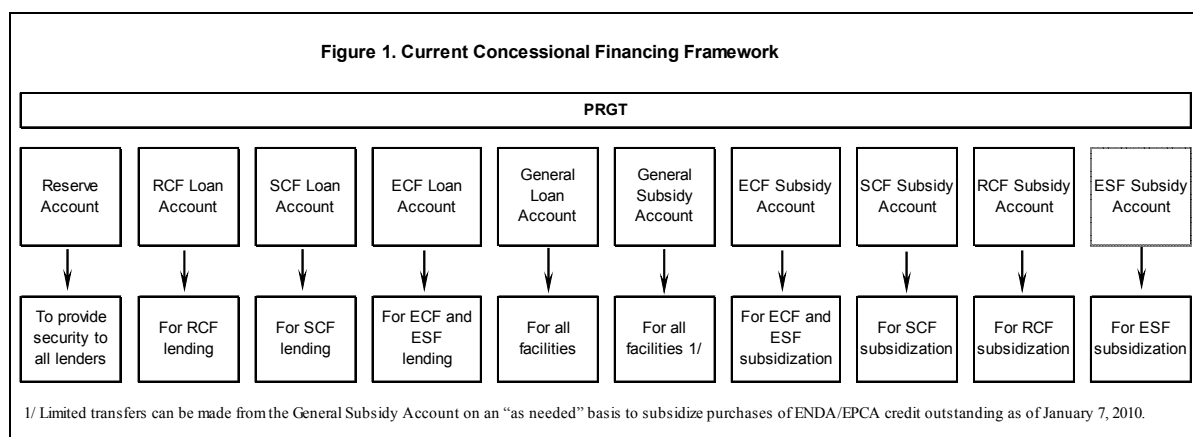 Figure 1. Current Concessional Financing Framework
PRGT
Reserve
Account
RCF Loan
Account
SCF Loan
Account
ECF Loan
Account
General
Loan
Account
General
Subsidy
Account
ECF Subsidy
Account
SCF Subsidy
Account
RCF Subsidy
Account
ESF Subsidy
Account
To provide
security to
all lenders
For RCF
lending
For SCF
lending
For ECF and
ESF
lending
For all
facilities
For all
facilities 1/
For ECF and
ESF
subsidization
For SCF
subsidization
For RCF
subsidization
For ESF
subsidization
1/ Limited transfers can be made from the General Subsidy Account on an “as needed” basis to subsidize purchases of ENDA/EPCA credit outstanding as of January 7, 2010.